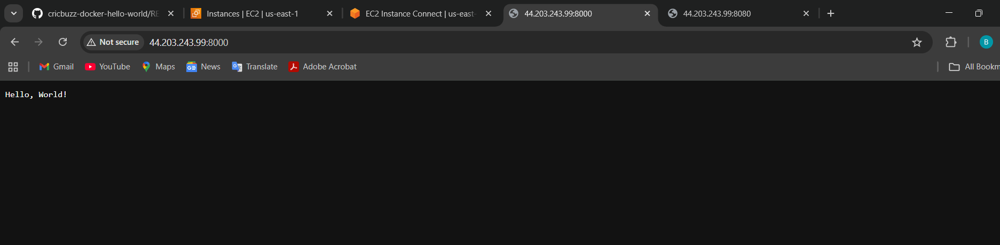 cricbuzz-docker-hello-world/RE
Instances | EC2 | us-east-1
EC2 Instance Connect | us-east-
44.203.243.99:8000
44.203.243.99:8080
Not secure
44.203.243.99:8000
B
Gmail
YouTube
Maps
News
Translate
Adobe Acrobat
All Bookm
Hello, World!